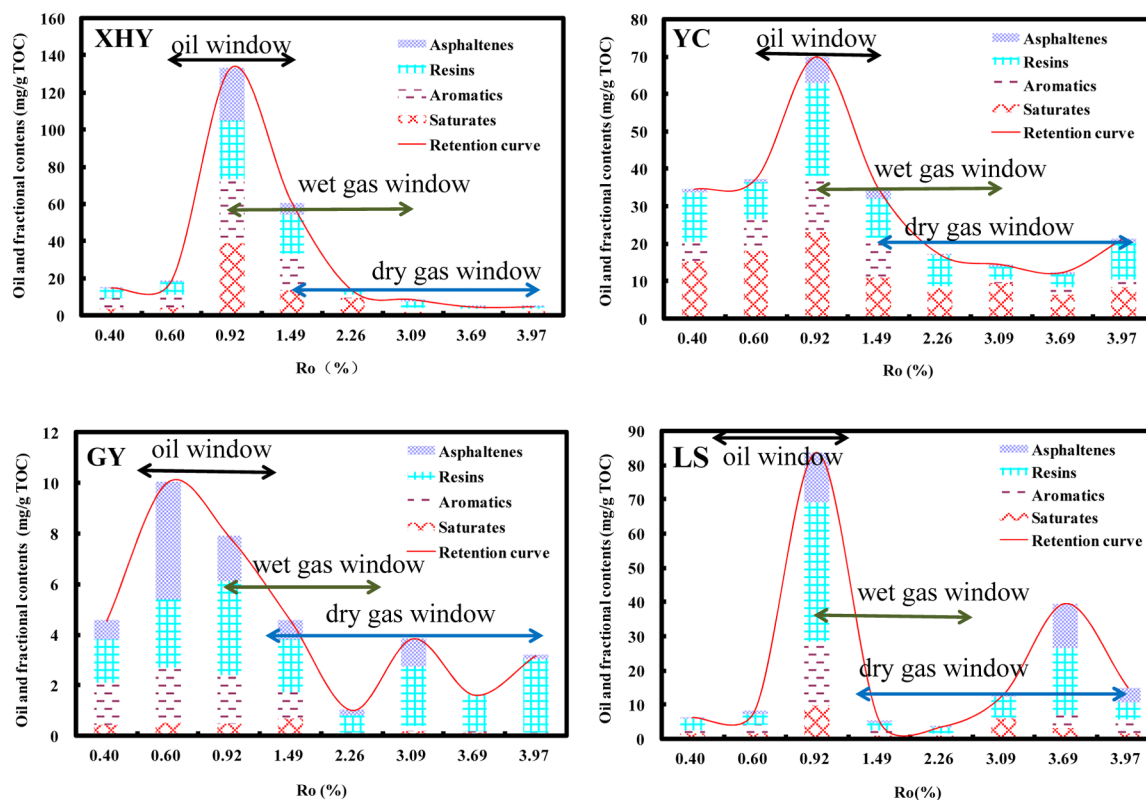 XHY
oil window
Asphaltenes
Resins
Aromatics
Saturates
Retention curve
wet gas window
dry gas window
Oil and fractional contens (mg/g TOC)
160
140
120
100
80
60
40
20
0
0.40 0.60 0.92 1.49 2.26 3.09 3.69 3.97
Ro（%）
YC
oil window
Asphaltenes
Resins
Aromatics
Saturates
Retention curve
wet gas window
dry gas window
Oil and fractional contents (mg/g TOC)
80
70
60
50
40
30
20
10
0
0.40 0.60 0.92 1.49 2.26 3.09 3.69 3.97
Ro (%)
GY
oil window
Asphaltenes
Resins
Aromatics
Saturates
Retention curve
wet gas window
dry gas window
Oil and fractional contents (mg/g TOC)
12
10
8
6
4
2
0
0.40 0.60 0.92 1.49 2.26 3.09 3.69 3.97
Ro (%)
LS
oil window
Asphaltenes
Resins
Aromatics
Saturates
Retention curve
wet gas window
dry gas window
Oil and fractional contents (mg/g TOC)
90
80
70
60
50
40
30
20
10
0
0.40 0.60 0.92 1.49 2.26 3.09 3.69 3.97
Ro(%)